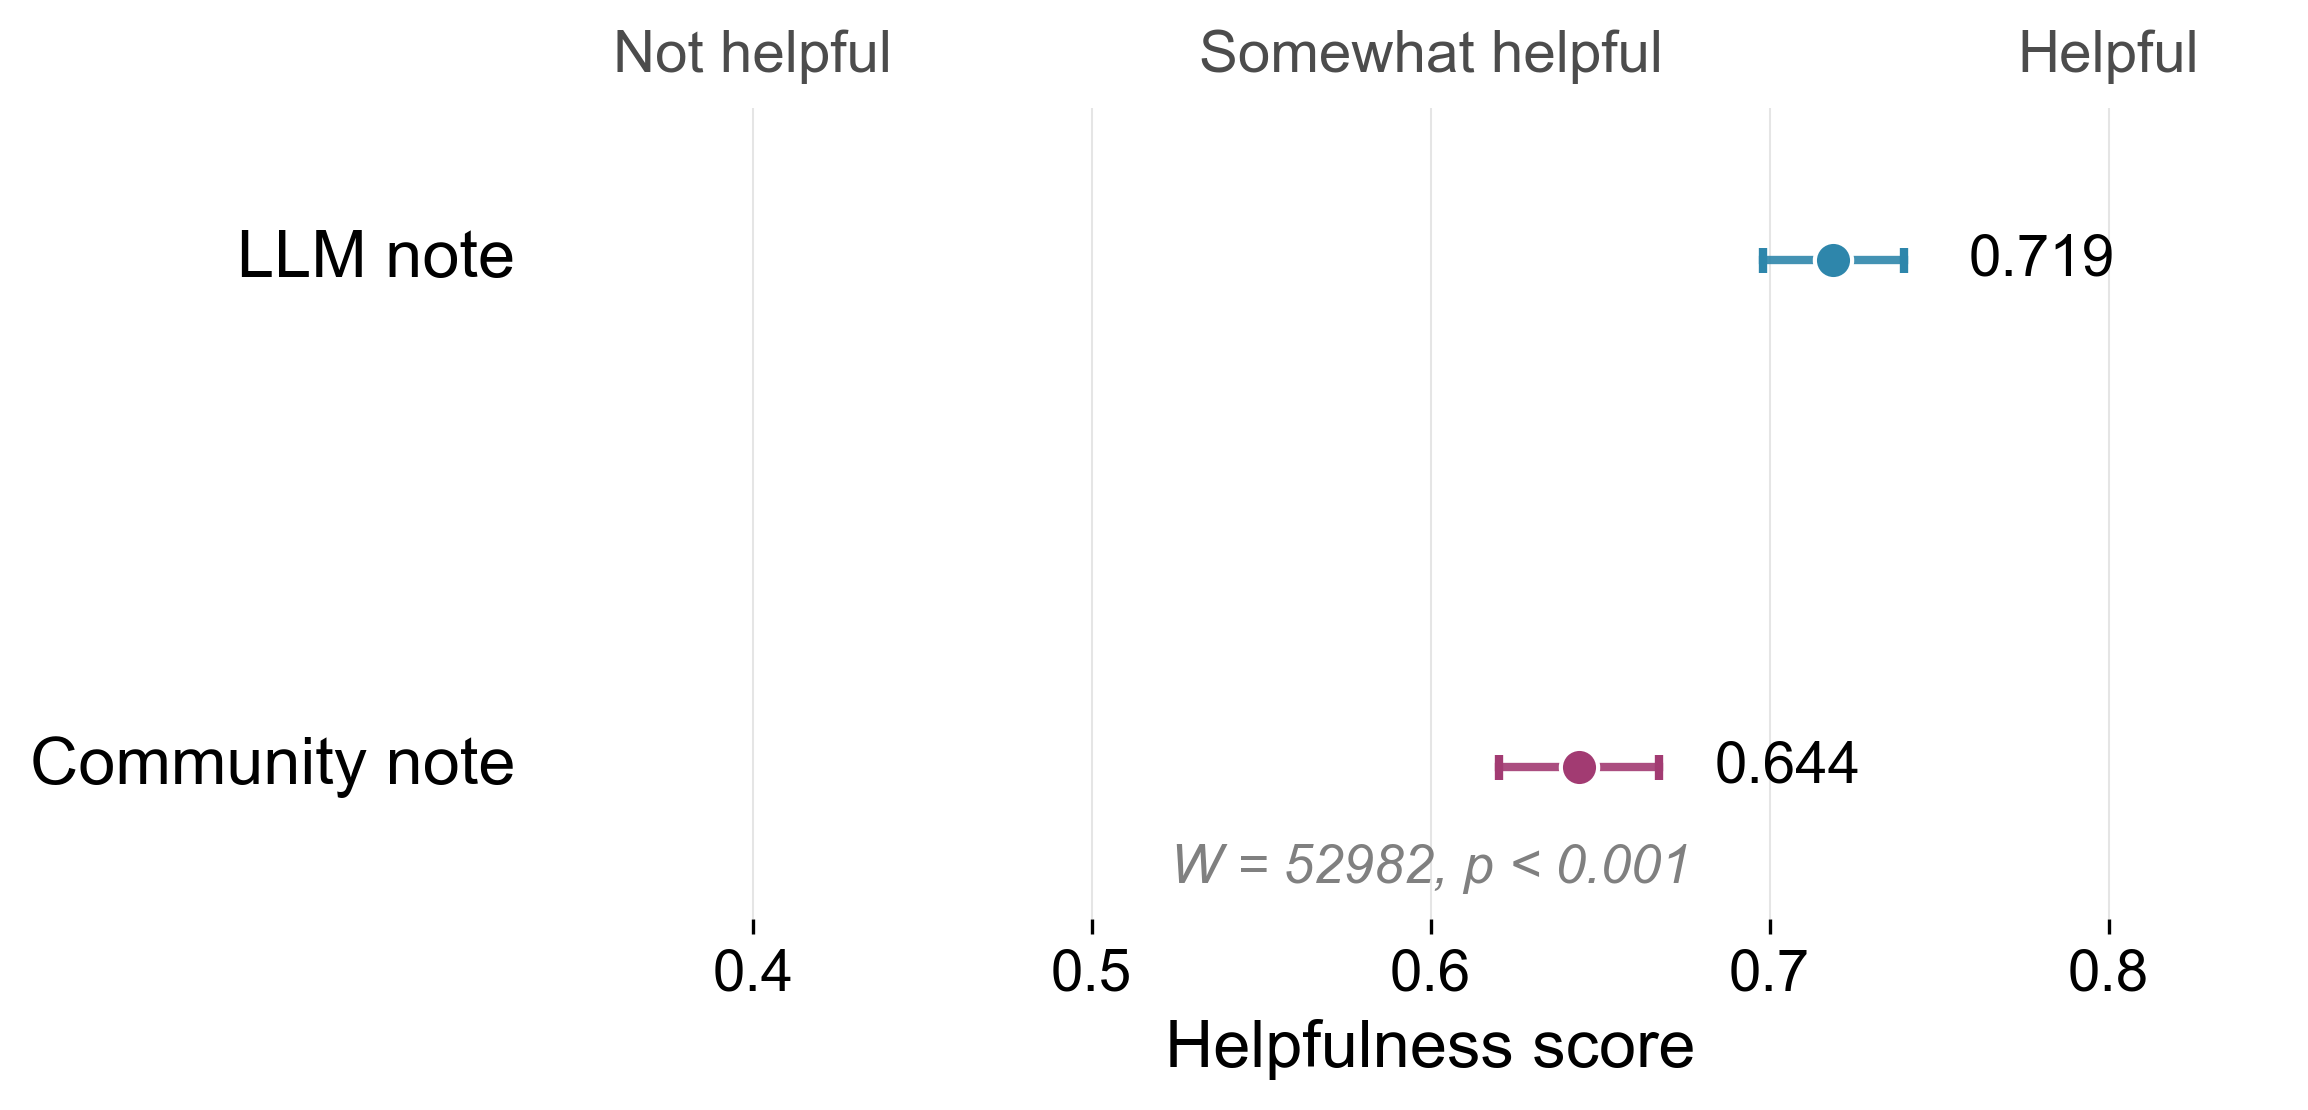 Not helpful Somewhat helpful Helpful
LLM note 0.719
Community note 0.644
W = 52982, p < 0.001
0.4 0.5 0.6 0.7 0.8
Helpfulness score